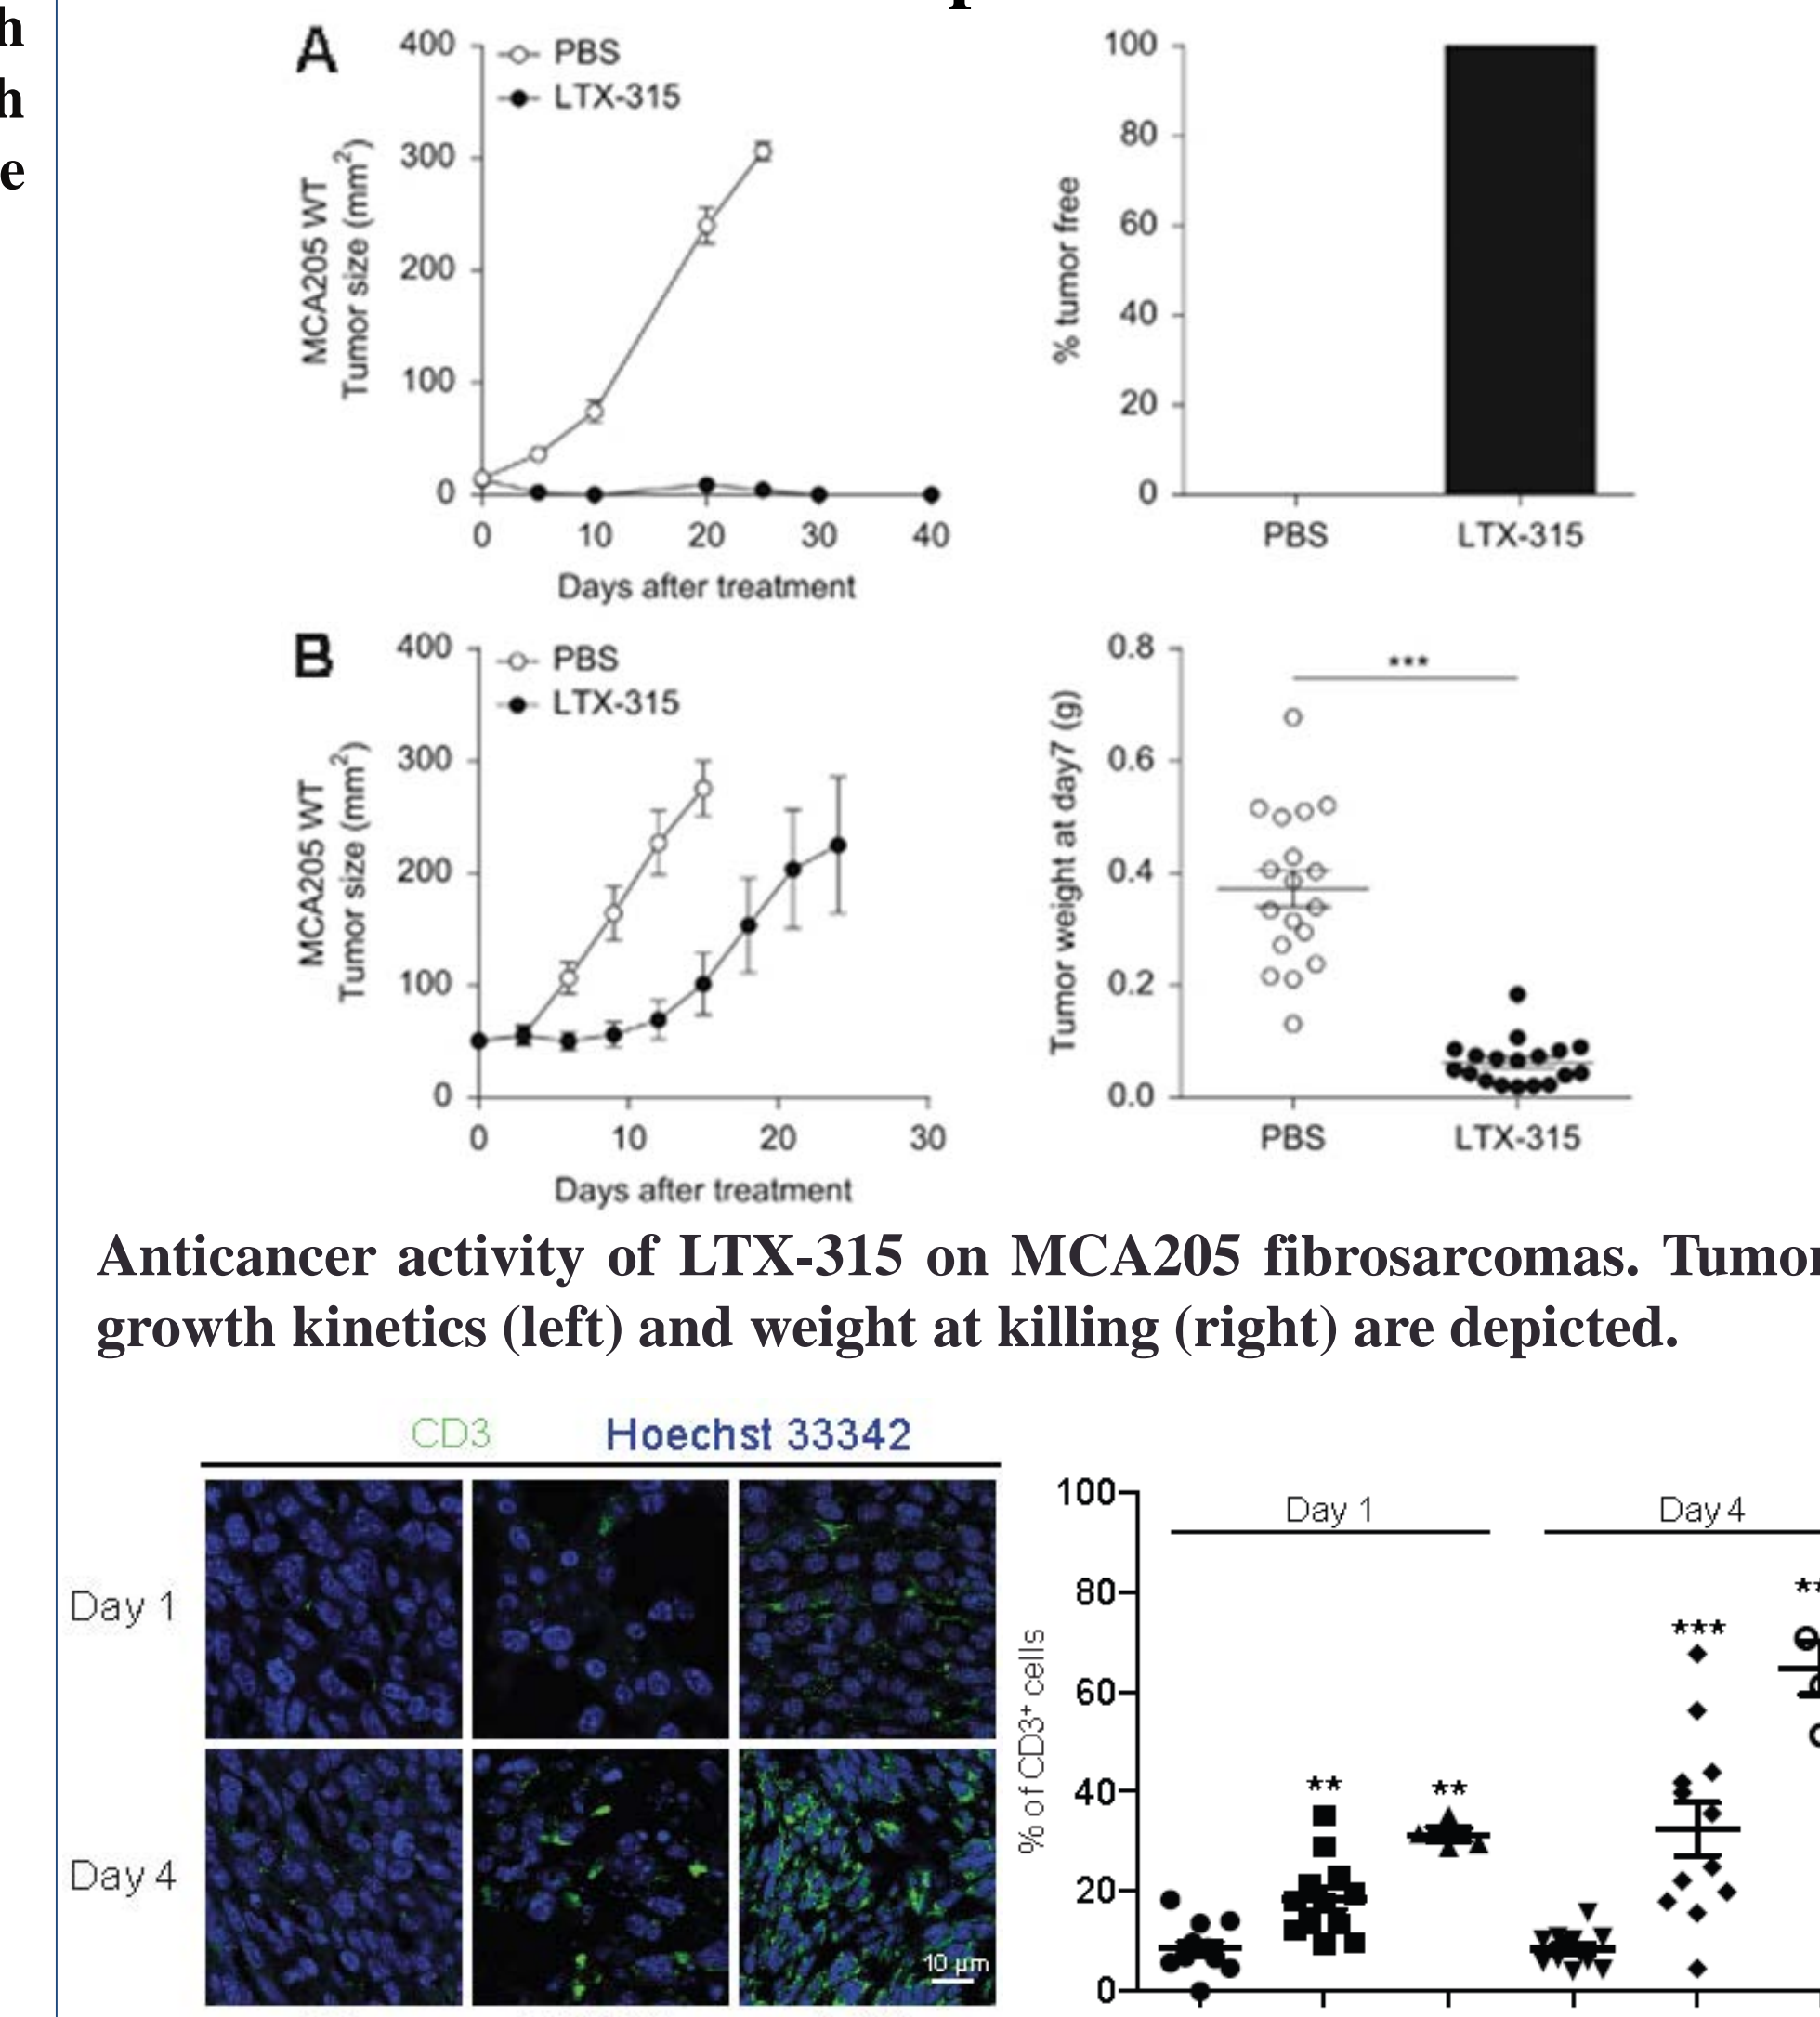 h
h
e
A
400
300
200
100
0
PBS
LTX-315
MCA205 WT
Tumor size (mm²)
0 10 20 30 40
Days after treatment
100
80
60
40
20
0
% tumor free
PBS LTX-315
B
400
300
200
100
0
PBS
LTX-315
MCA205 WT
Tumor size (mm²)
0 10 20 30
Days after treatment
0.8
0.6
0.4
0.2
0.0
***
Tumor weight at day7 (g)
PBS LTX-315
Anticancer activity of LTX-315 on MCA205 fibrosarcomas. Tumor
growth kinetics (left) and weight at killing (right) are depicted.
CD3 Hoechst 33342
Day 1
Day 4
10 µm
100
80
60
40
20
0
% of CD3⁺ cells
Day 1 Day 4
** ** *** **